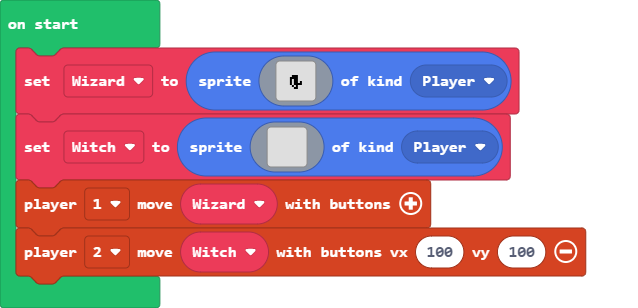 on start
set Wizard to sprite of kind Player
set Witch to sprite of kind Player
player 1 move Wizard with buttons
player 2 move Witch with buttons vx 100 vy 100